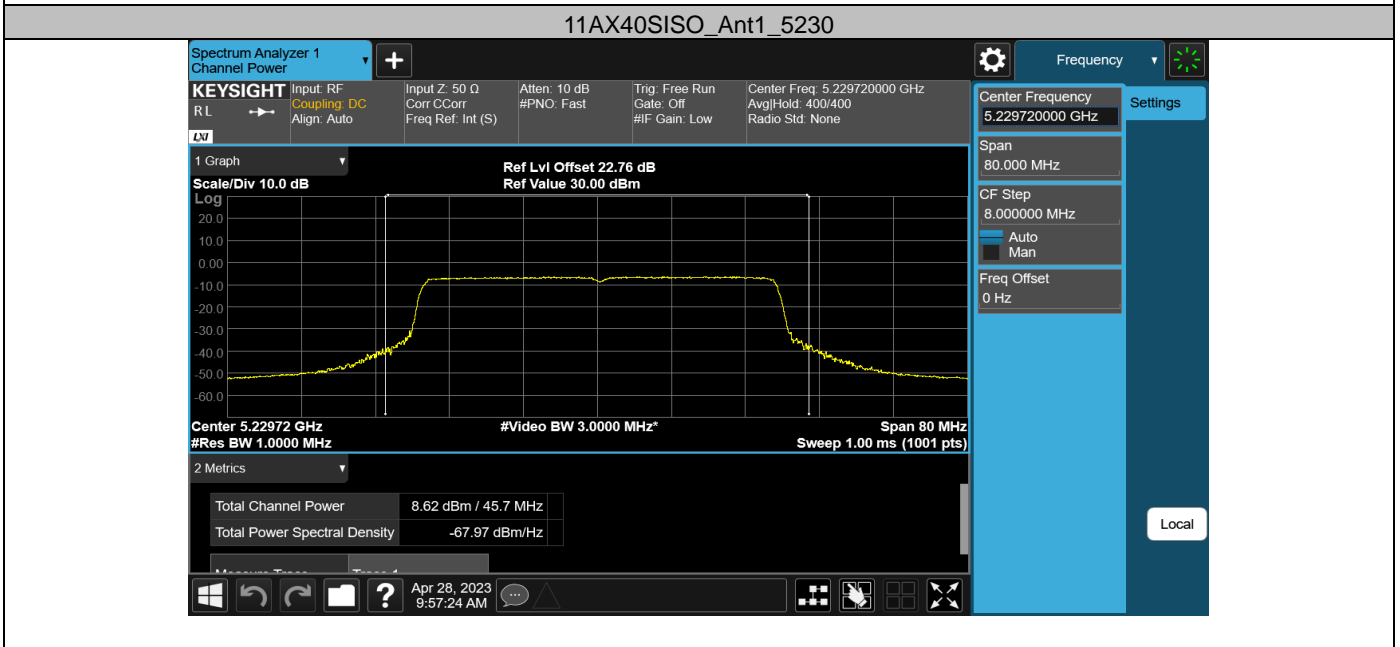 11AX40SISO_Ant1_5230
Spectrum Analyzer 1
Channel Power
Frequency
KEYSIGHT
RL
LXI
Input: RF
Coupling: DC
Align: Auto
Input Z: 50 Ω
Corr CCorr
Freq Ref: Int (S)
Atten: 10 dB
#PNO: Fast
Trig: Free Run
Gate: Off
#IF Gain: Low
Center Freq: 5.229720000 GHz
Avg|Hold: 400/400
Radio Std: None
Center Frequency
5.229720000 GHz
Settings
Span
80.000 MHz
CF Step
8.000000 MHz
Auto
Man
Freq Offset
0 Hz
Local
1 Graph
Scale/Div 10.0 dB
Ref Lvl Offset 22.76 dB
Ref Value 30.00 dBm
Log
20.0
10.0
0.00
-10.0
-20.0
-30.0
-40.0
-50.0
-60.0
Center 5.22972 GHz
#Video BW 3.0000 MHz*
Span 80 MHz
#Res BW 1.0000 MHz
Sweep 1.00 ms (1001 pts)
2 Metrics
Total Channel Power 8.62 dBm / 45.7 MHz
Total Power Spectral Density -67.97 dBm/Hz
?
Apr 28, 2023
9:57:24 AM